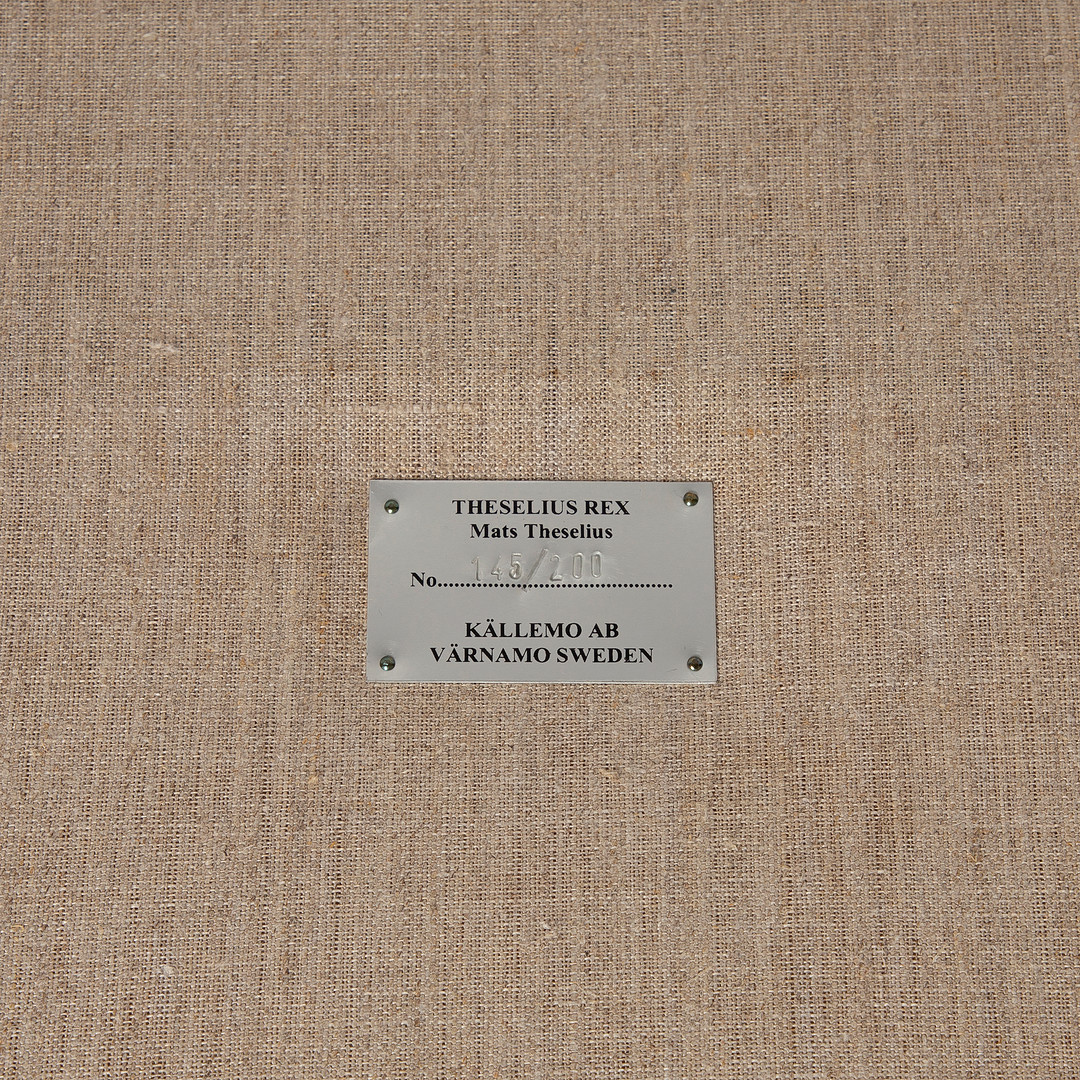 THESELIUS REX
Mats Theselius
No. 145/200
KÄLLEMO AB
VÄRNAMO SWEDEN